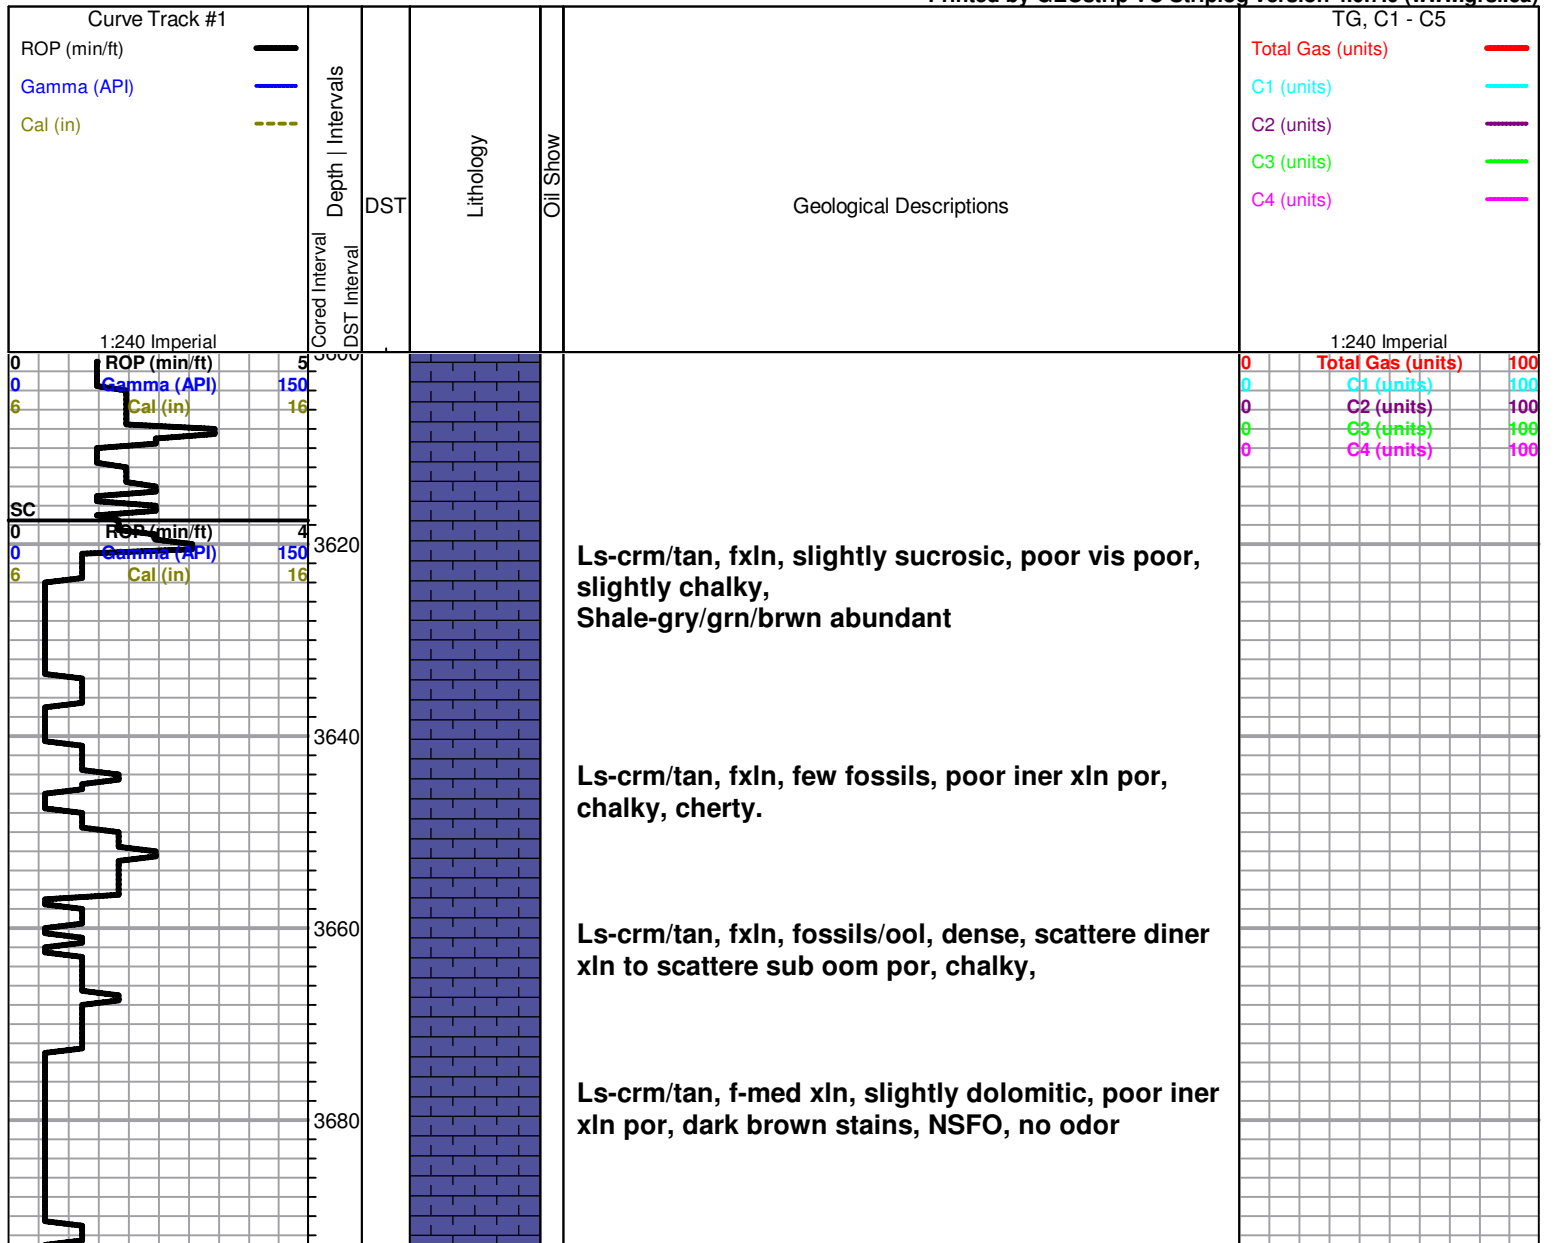 Curve Track #1
ROP (min/ft)
Gamma (API)
Cal (in)
1:240 Imperial
Cored Interval
Depth | Intervals
DST Interval
DST
Lithology
Oil Show
Geological Descriptions
TG, C1 - C5
Total Gas (units)
C1 (units)
C2 (units)
C3 (units)
C4 (units)
1:240 Imperial
0 ROP (min/ft) 5
0 Gamma (API) 150
6 Cal (in) 16
0 Total Gas (units) 100
0 C1 (units) 100
0 C2 (units) 100
0 C3 (units) 100
0 C4 (units) 100
SC
0 ROP (min/ft) 4
0 Gamma (API) 150
6 Cal (in) 16
3620
Ls-crm/tan, fxln, slightly sucrosic, poor vis poor,
slightly chalky,
Shale-gry/grn/brwn abundant
3640
Ls-crm/tan, fxln, few fossils, poor iner xln por,
chalky, cherty.
3660
Ls-crm/tan, fxln, fossils/ool, dense, scattere diner
xln to scattere sub oom por, chalky,
3680
Ls-crm/tan, f-med xln, slightly dolomitic, poor iner
xln por, dark brown stains, NSFO, no odor